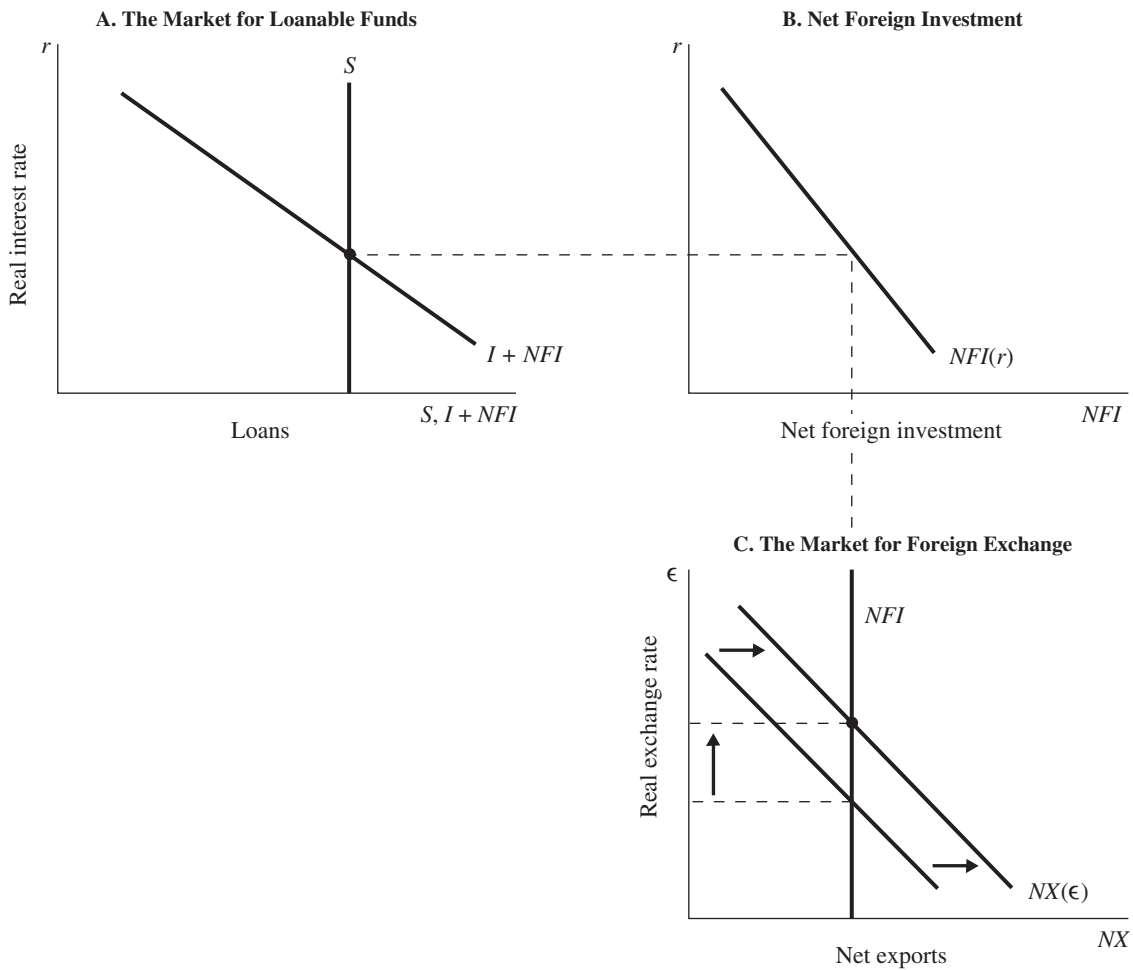 A. The Market for Loanable Funds
r
S
Real interest rate
I + NFI
Loans
S, I + NFI
B. Net Foreign Investment
r
NFI(r)
NFI
Net foreign investment
C. The Market for Foreign Exchange
ϵ
NFI
Real exchange rate
NX(ϵ)
NX
Net exports